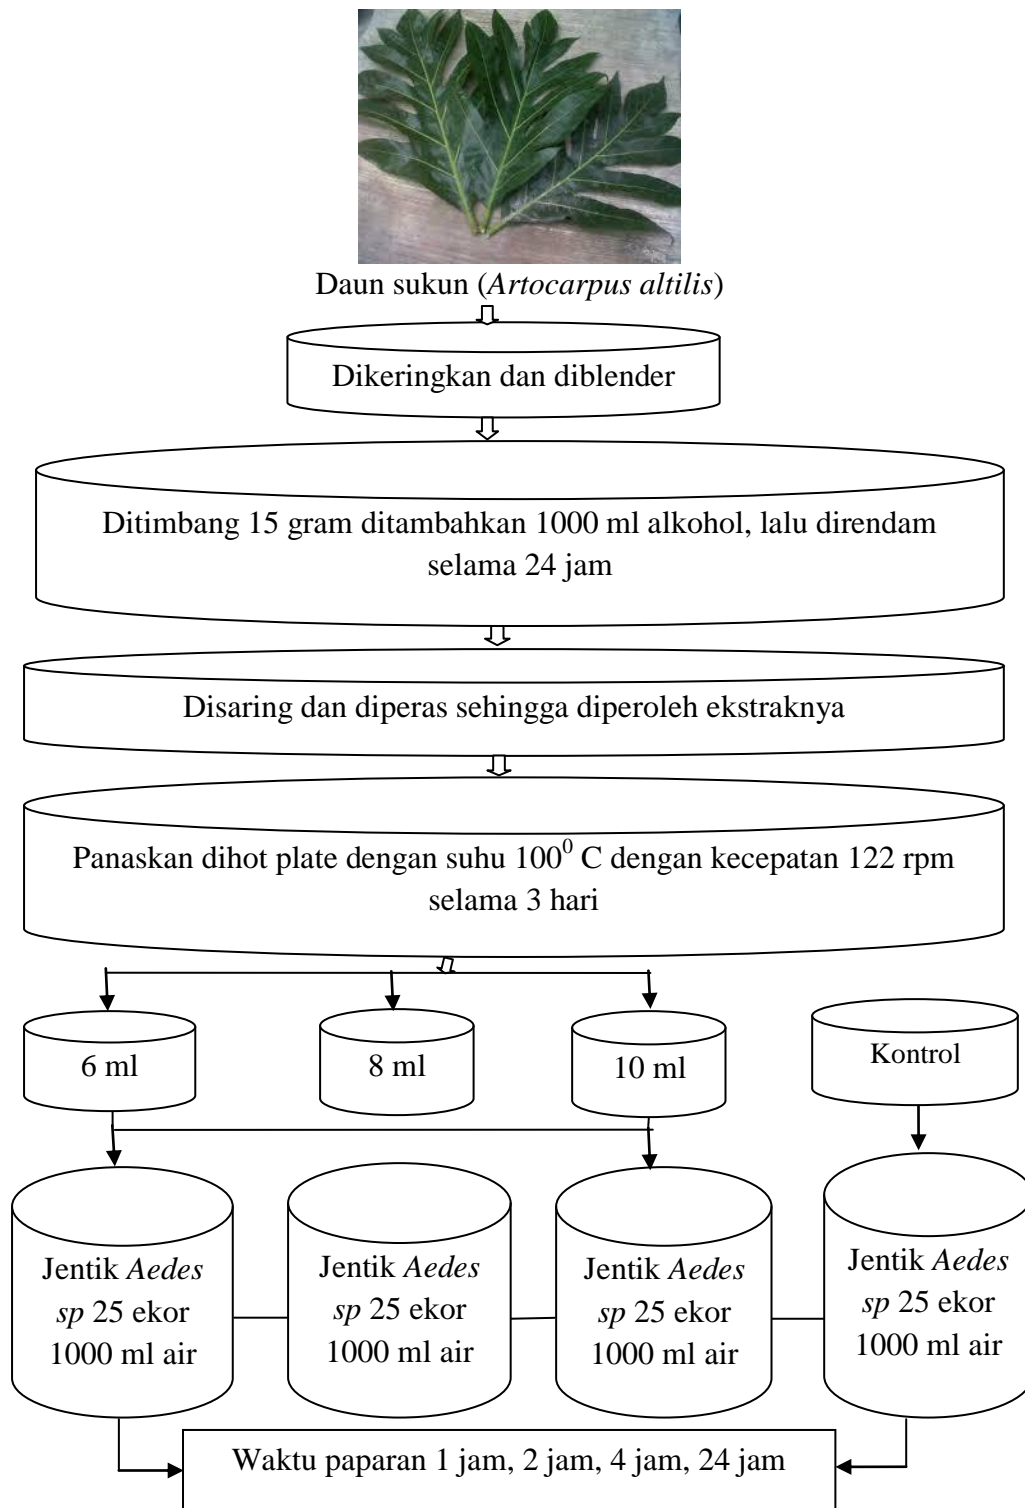 Daun sukun (Artocarpus altilis)
Dikeringkan dan diblender
Ditimbang 15 gram ditambahkan 1000 ml alkohol, lalu direndam
selama 24 jam
Disaring dan diperas sehingga diperoleh ekstraknya
Panaskan dihot plate dengan suhu 100⁰ C dengan kecepatan 122 rpm
selama 3 hari
6 ml
8 ml
10 ml
Kontrol
Jentik Aedes
sp 25 ekor
1000 ml air
Jentik Aedes
sp 25 ekor
1000 ml air
Jentik Aedes
sp 25 ekor
1000 ml air
Jentik Aedes
sp 25 ekor
1000 ml air
Waktu paparan 1 jam, 2 jam, 4 jam, 24 jam